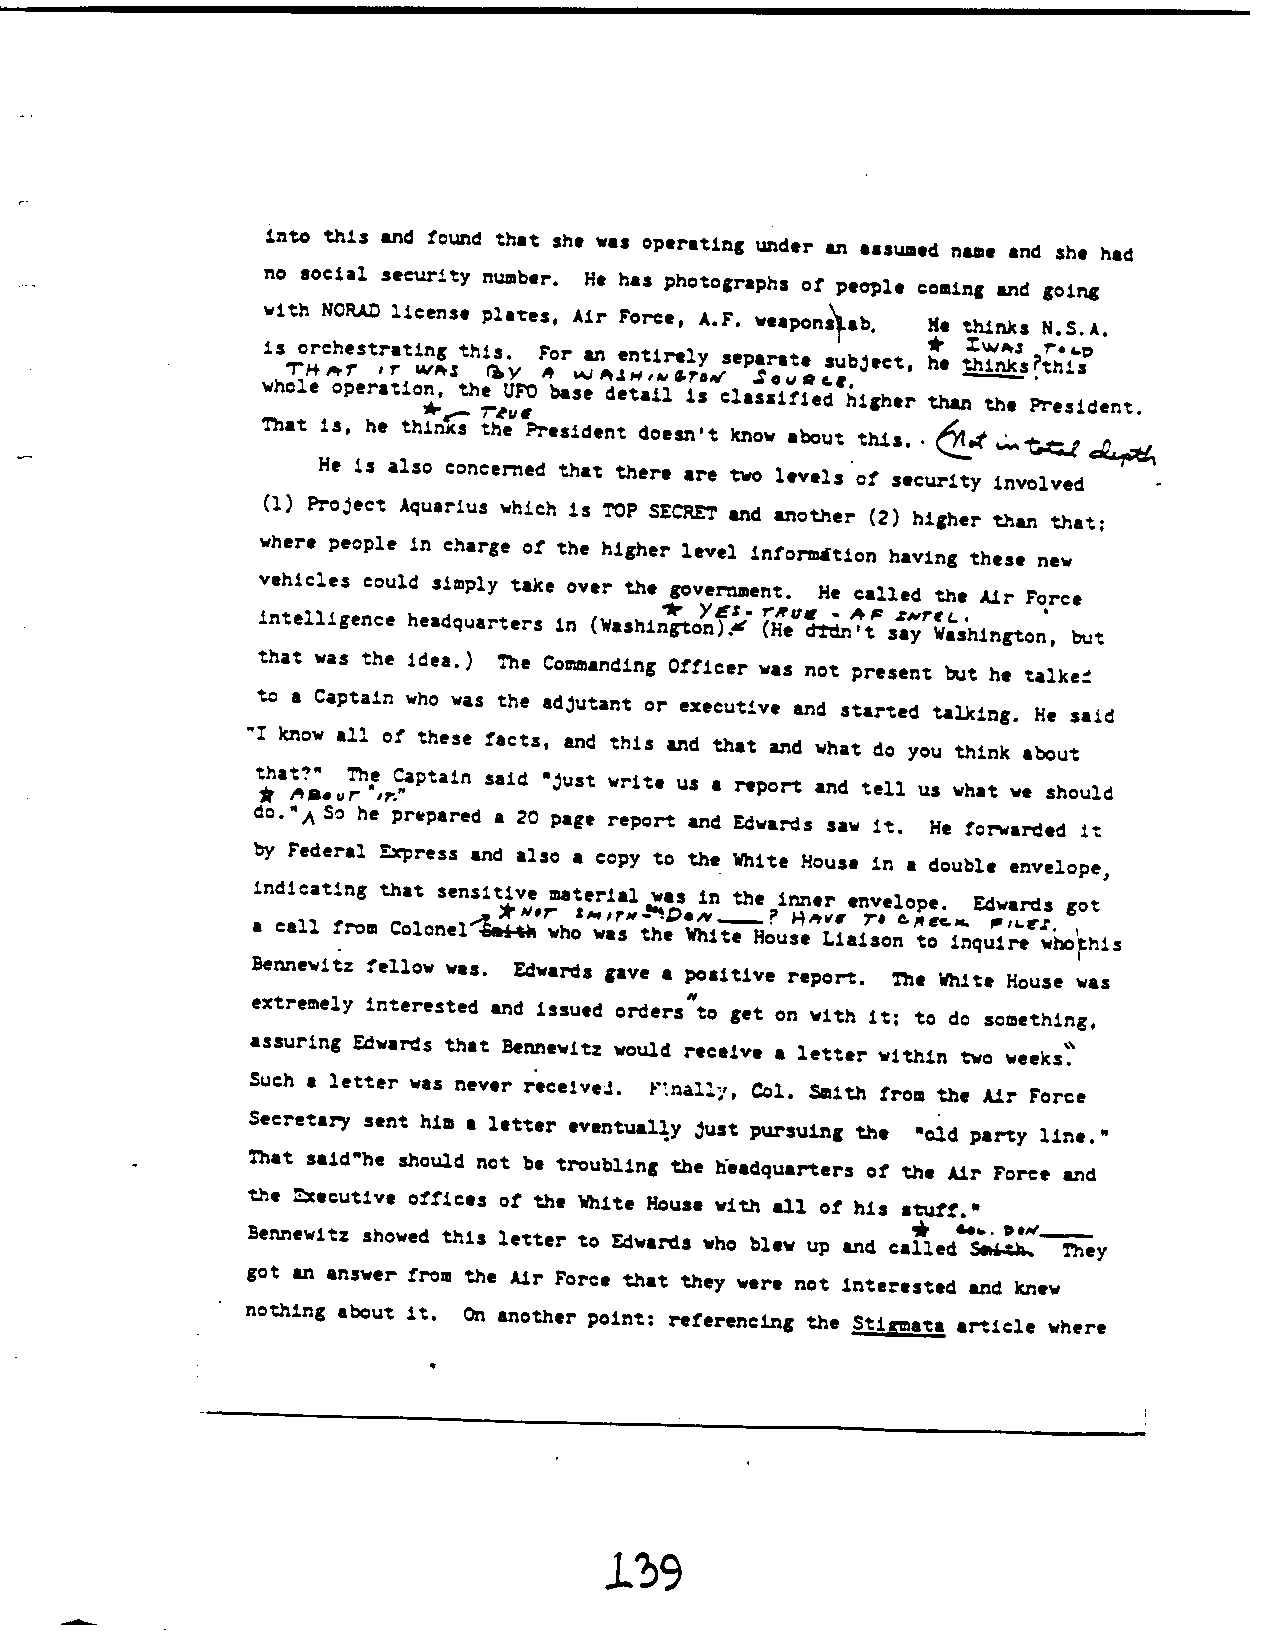 into this and found that she was operating under an assumed name and she had
no social security number. He has photographs of people coming and going
with NORAD license plates, Air Force, A.F. weapons lab. He thinks N.S.A.
★ I WAS TOLD
is orchestrating this. For an entirely separate subject, he thinks? this
THAT IT WAS BY A WASHINGTON SOURCE.
whole operation, the UFO base detail is classified higher than the President.
★ TRUE
That is, he thinks the President doesn't know about this. (Not in total depth
He is also concerned that there are two levels of security involved
(1) Project Aquarius which is TOP SECRET and another (2) higher than that;
where people in charge of the higher level information having these new
vehicles could simply take over the government. He called the Air Force
★ YES - TRUE - AF INTEL.
intelligence headquarters in (Washington). (He didn't say Washington, but
that was the idea.) The Commanding Officer was not present but he talked
to a Captain who was the adjutant or executive and started talking. He said
"I know all of these facts, and this and that and what do you think about
that?" The Captain said "just write us a report and tell us what we should
★ ABOUT "IT."
do." So he prepared a 20 page report and Edwards saw it. He forwarded it
by Federal Express and also a copy to the White House in a double envelope,
indicating that sensitive material was in the inner envelope. Edwards got
★ NOT SMITH - DON ____? HAVE TO CHECK FILES.
a call from Colonel Smith who was the White House Liaison to inquire who this
Bennewitz fellow was. Edwards gave a positive report. The White House was
extremely interested and issued orders "to get on with it; to do something,
assuring Edwards that Bennewitz would receive a letter within two weeks."
Such a letter was never received. Finally, Col. Smith from the Air Force
Secretary sent him a letter eventually just pursuing the "old party line."
That said"he should not be troubling the headquarters of the Air Force and
the Executive offices of the White House with all of his stuff."
★ COL. DON ____
Bennewitz showed this letter to Edwards who blew up and called Smith. They
got an answer from the Air Force that they were not interested and knew
nothing about it. On another point: referencing the Stigmata article where
139